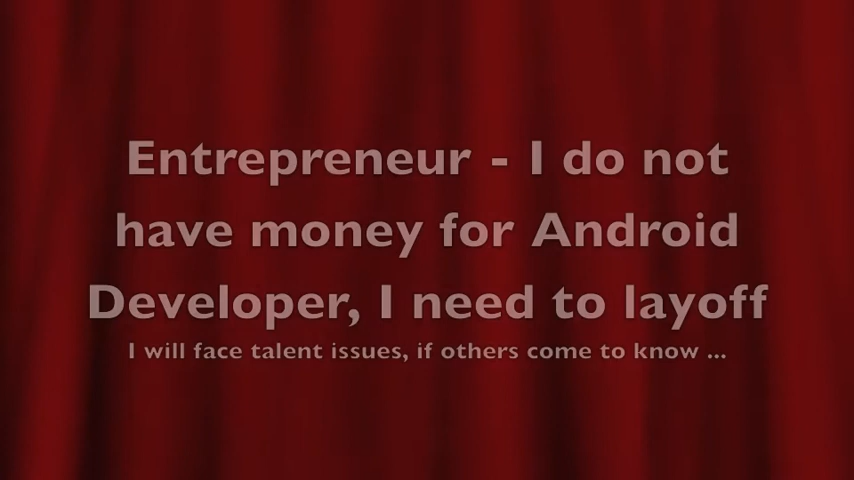 Entrepreneur - I do not
have money for Android
Developer, I need to layoff
I will face talent issues, if others come to know ...